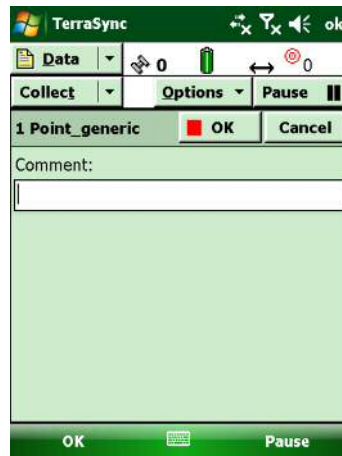 TerraSync ok
Data 0 0
Collect Options Pause
1 Point_generic OK Cancel
Comment:
OK Pause